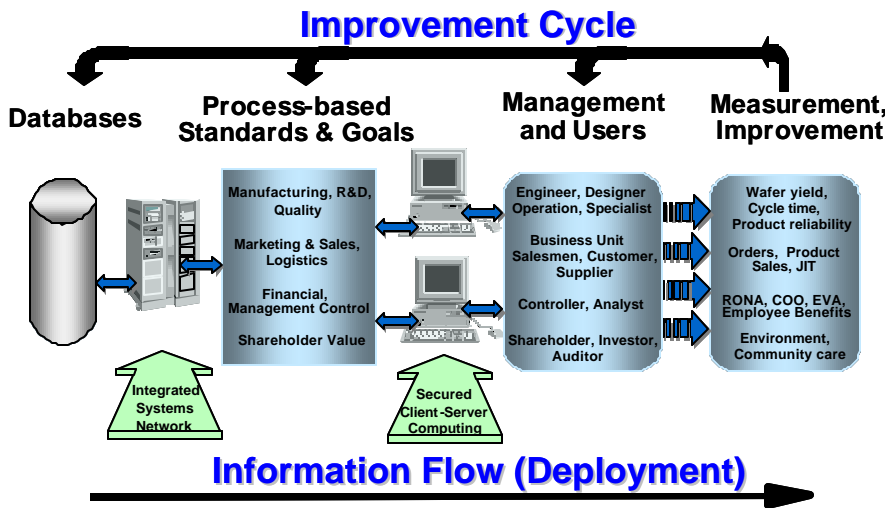 Improvement Cycle
Databases
Process-based
Standards & Goals
Management
and Users
Measurement,
Improvement
Manufacturing, R&D,
Quality
Marketing & Sales,
Logistics
Financial,
Management Control
Shareholder Value
Engineer, Designer
Operation, Specialist
Business Unit
Salesmen, Customer,
Supplier
Controller, Analyst
Shareholder, Investor,
Auditor
Wafer yield,
Cycle time,
Product reliability
Orders, Product
Sales, JIT
RONA, COO, EVA,
Employee Benefits
Environment,
Community care
Integrated
Systems
Network
Secured
Client-Server
Computing
Information Flow (Deployment)